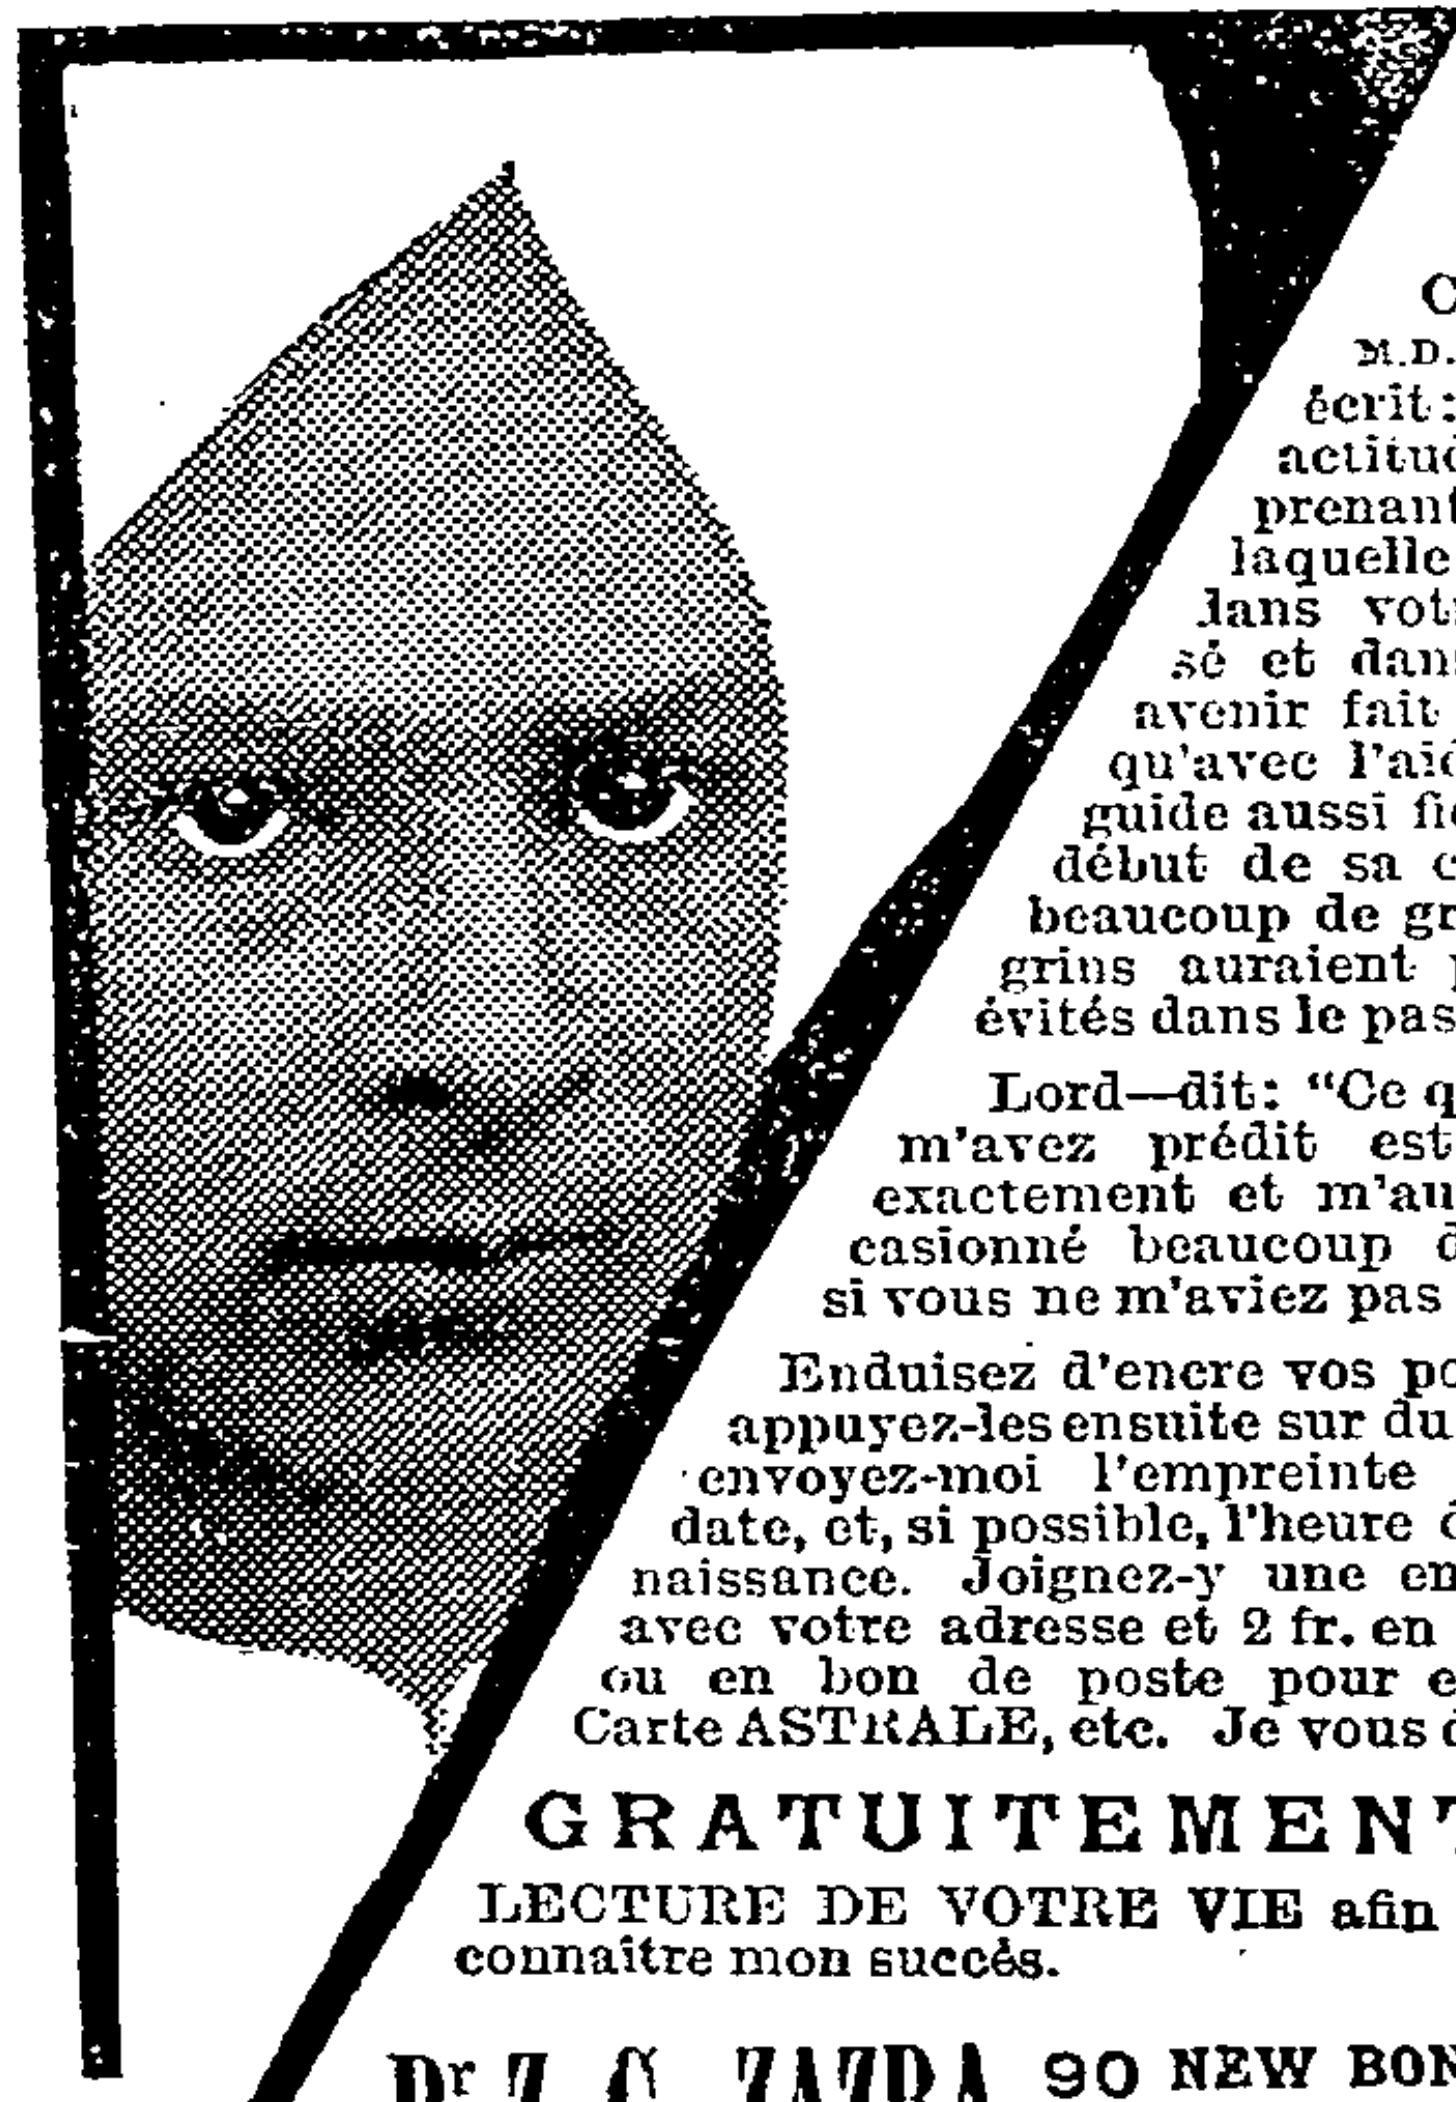 C
M.D.
écrit:
actitud
prenant
laquelle
dans vot
sé et dan
avenir fait
qu'avec l'aid
guide aussi fi
début de sa c
beaucoup de gr
grins auraient
évités dans le pas
Lord—dit: "Ce q
m'avez prédit est
exactement et m'au
casionné beaucoup d
si vous ne m'aviez pas
Enduisez d'encre vos po
appuyez-les ensuite sur du
envoyez-moi l'empreinte
date, et, si possible, l'heure d
naissance. Joignez-y une en
avec votre adresse et 2 fr. en
ou en bon de poste pour e
Carte ASTRALE, etc. Je vous d
GRATUITEMENT
LECTURE DE VOTRE VIE afin
connaître mon succés.
Dr Z. G. ZAZRA 90 NEW BON